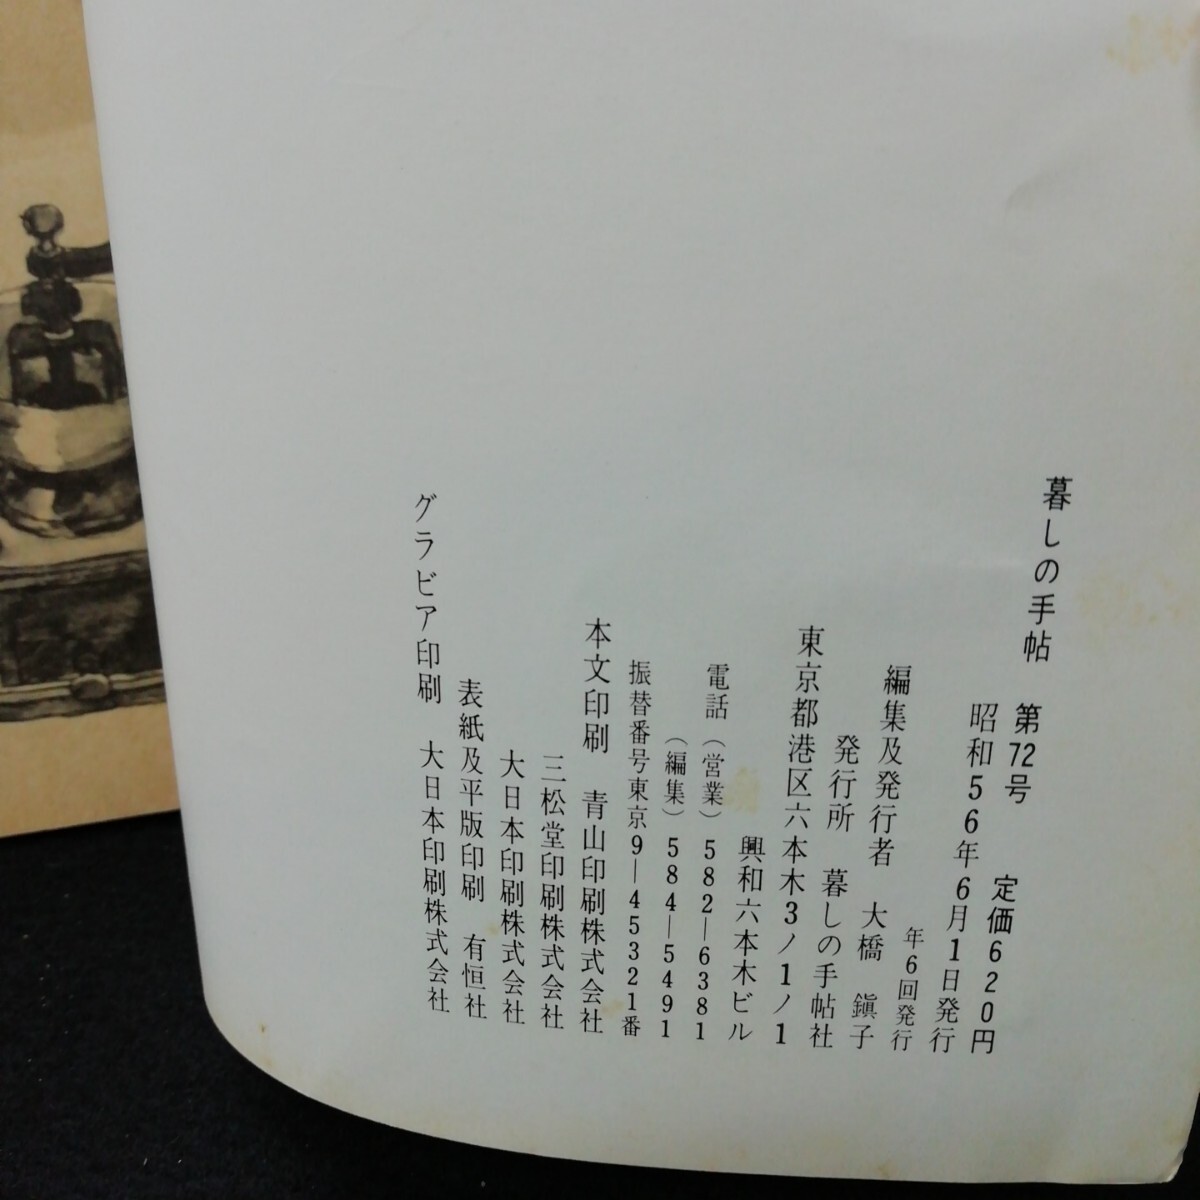 暮しの手帖　第72号　定価620円
昭和56年6月1日発行
年6回発行
編集及発行者　大橋　鎭子
発行所　暮しの手帖社
東京都港区六本木3ノ1ノ1
興和六本木ビル
電話（営業）582—6381
（編集）584—5491
振替番号東京9—45321番
本文印刷　青山印刷株式会社
三松堂印刷株式会社
大日本印刷株式会社
表紙及平版印刷　有恒社
グラビア印刷　大日本印刷株式会社